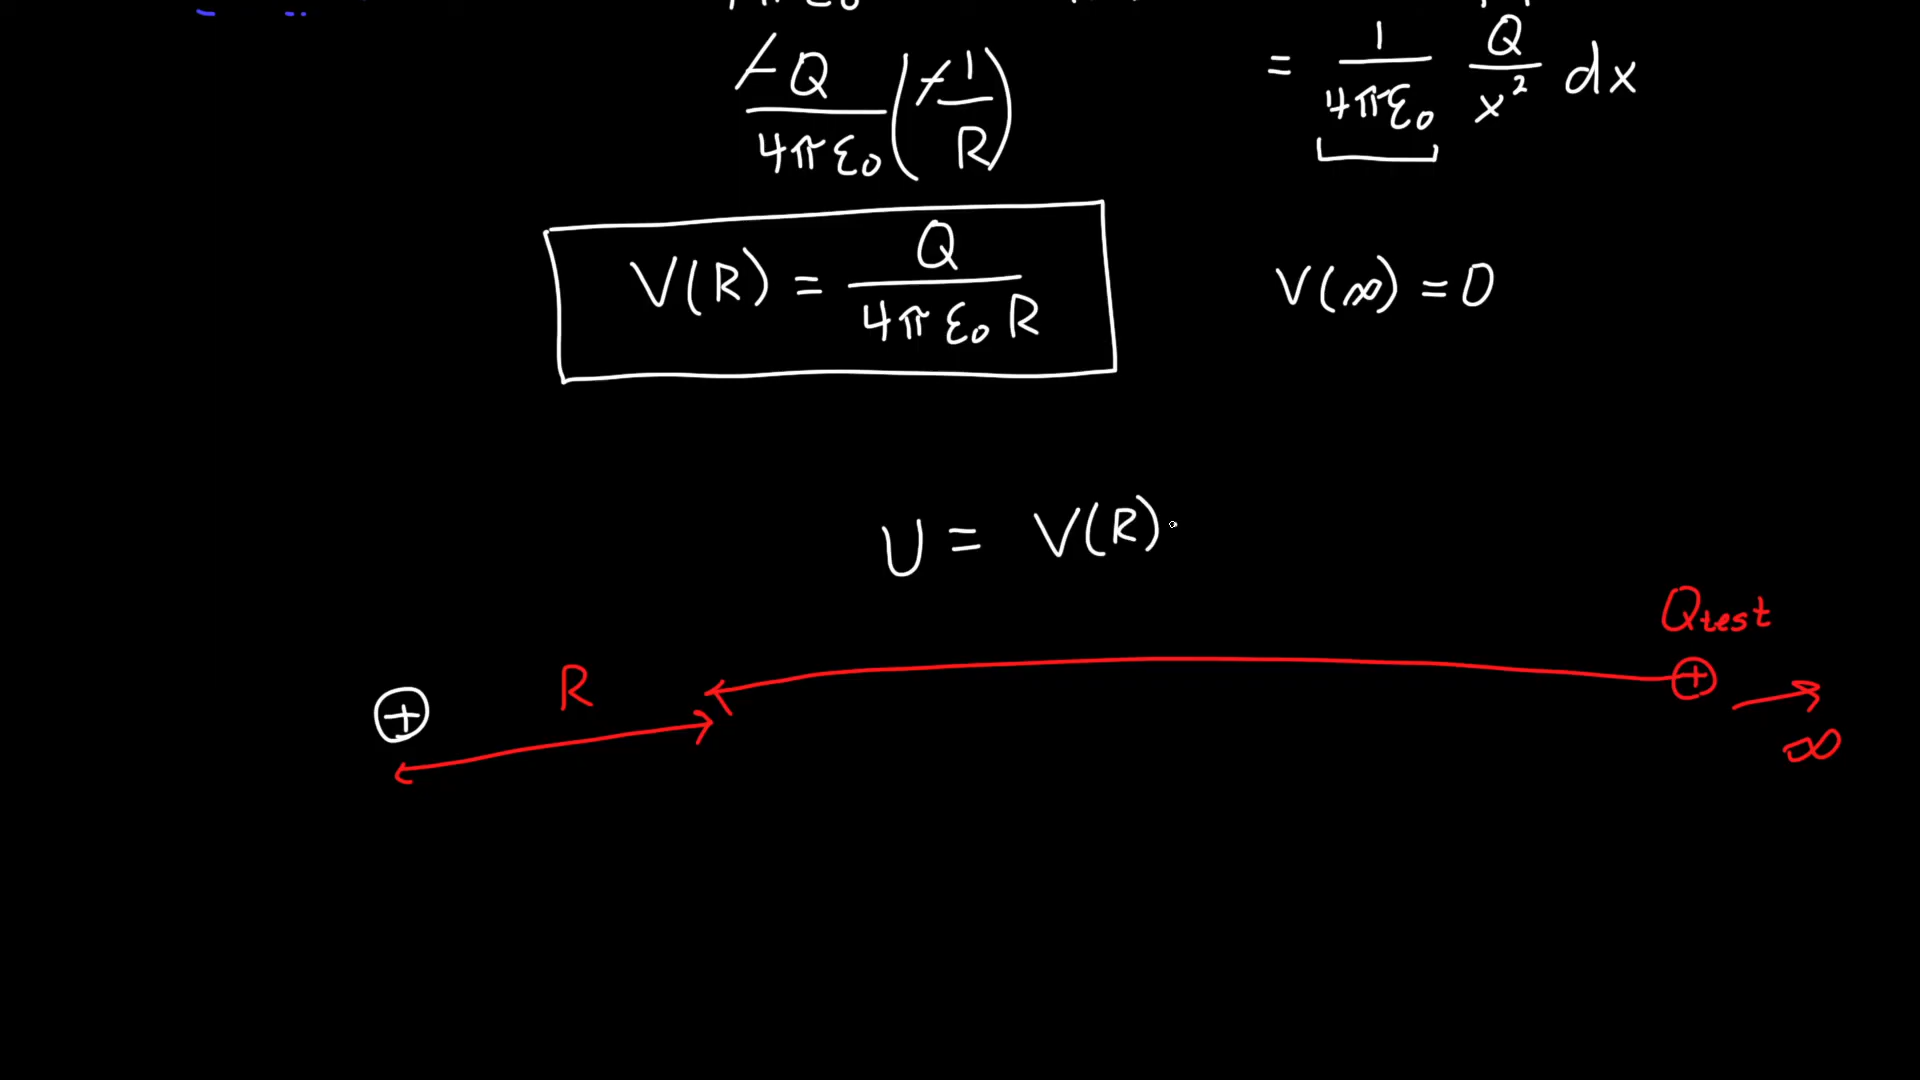 -Q/4πε₀ (-1/R)
= 1/4πε₀ Q/x² dx
V(R) = Q/4πε₀R
V(∞) = 0
U = V(R)·
Qtest
R
+
+
∞